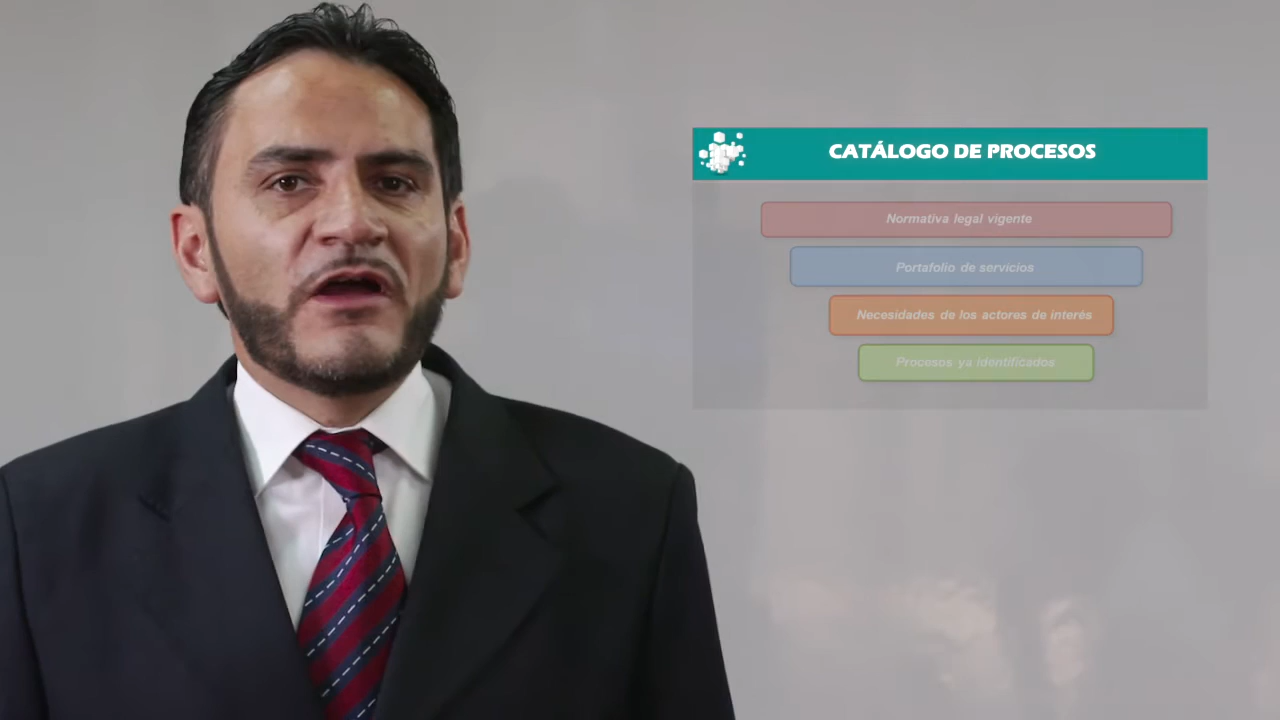 CATÁLOGO DE PROCESOS
Normativa legal vigente
Portafolio de servicios
Necesidades de los actores de interés
Procesos ya Identificados